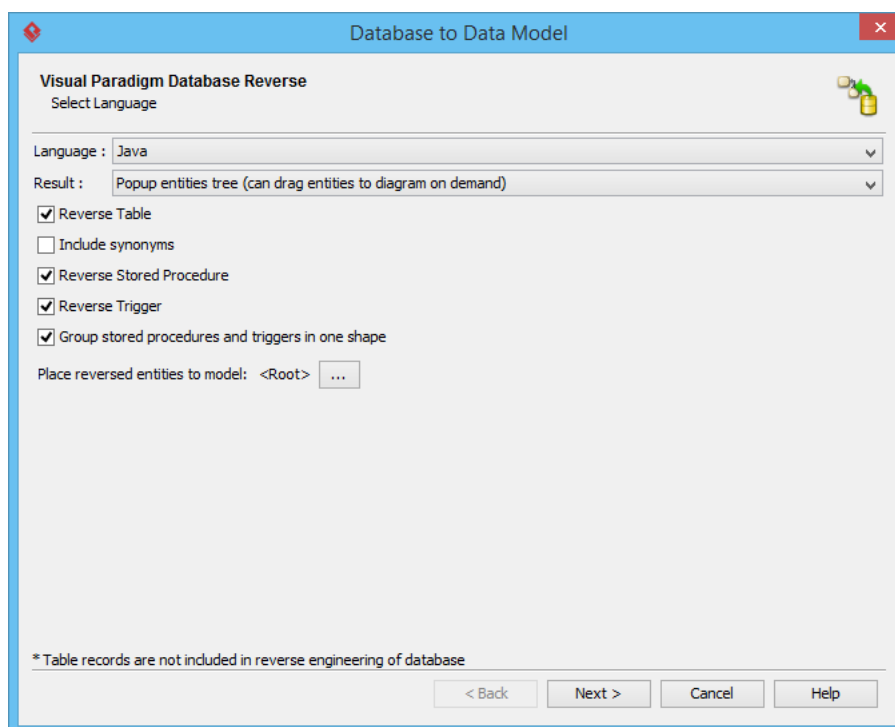 Database to Data Model
Visual Paradigm Database Reverse
Select Language
Language : Java
Result : Popup entities tree (can drag entities to diagram on demand)
Reverse Table
Include synonyms
Reverse Stored Procedure
Reverse Trigger
Group stored procedures and triggers in one shape
Place reversed entities to model: <Root> ...
* Table records are not included in reverse engineering of database
< Back Next > Cancel Help